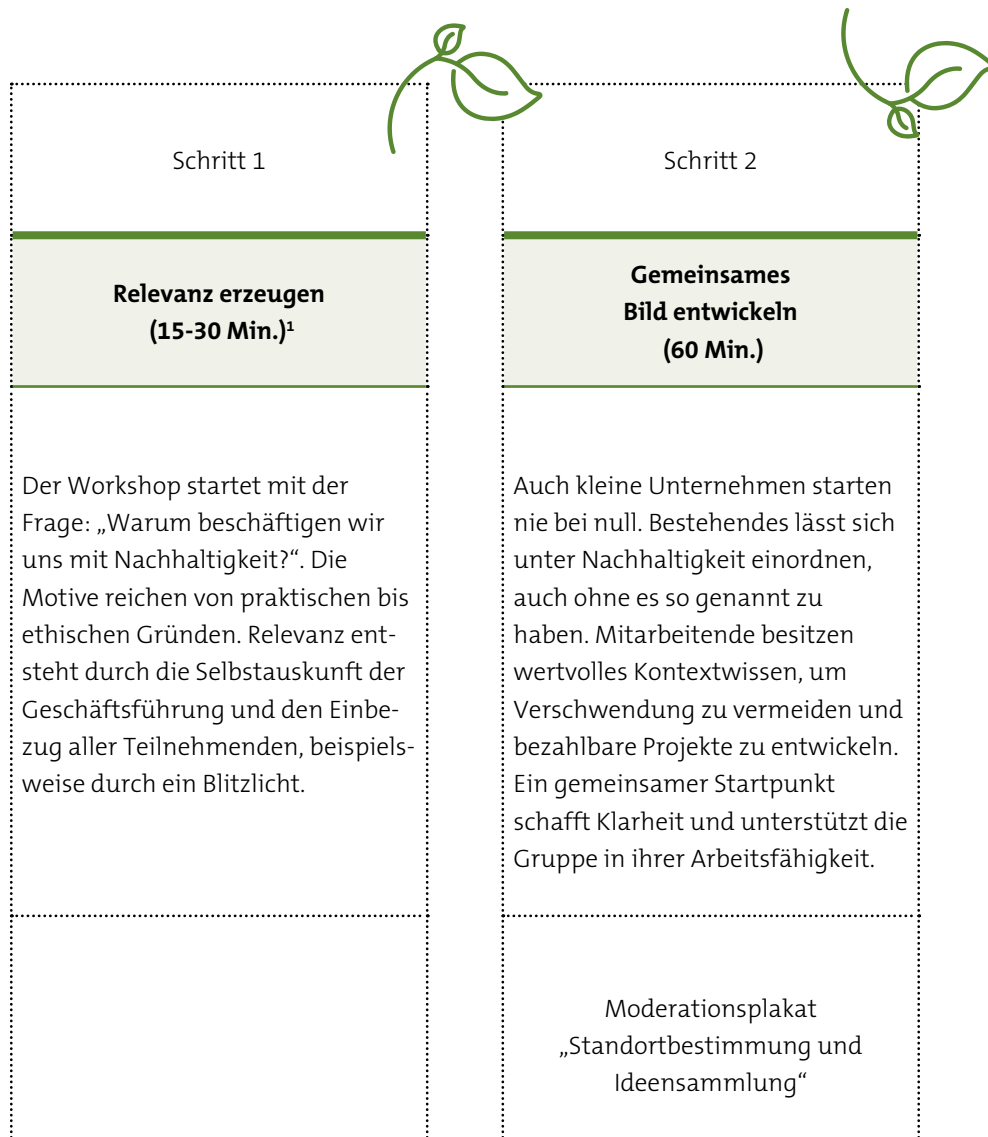 Schritt 1
Relevanz erzeugen
(15-30 Min.)¹
Der Workshop startet mit der
Frage: „Warum beschäftigen wir
uns mit Nachhaltigkeit?“. Die
Motive reichen von praktischen bis
ethischen Gründen. Relevanz ent-
steht durch die Selbstauskunft der
Geschäftsführung und den Einbe-
zug aller Teilnehmenden, beispiels-
weise durch ein Blitzlicht.
Schritt 2
Gemeinsames
Bild entwickeln
(60 Min.)
Auch kleine Unternehmen starten
nie bei null. Bestehendes lässt sich
unter Nachhaltigkeit einordnen,
auch ohne es so genannt zu
haben. Mitarbeitende besitzen
wertvolles Kontextwissen, um
Verschwendung zu vermeiden und
bezahlbare Projekte zu entwickeln.
Ein gemeinsamer Startpunkt
schafft Klarheit und unterstützt die
Gruppe in ihrer Arbeitsfähigkeit.
Moderationsplakat
„Standortbestimmung und
Ideensammlung“